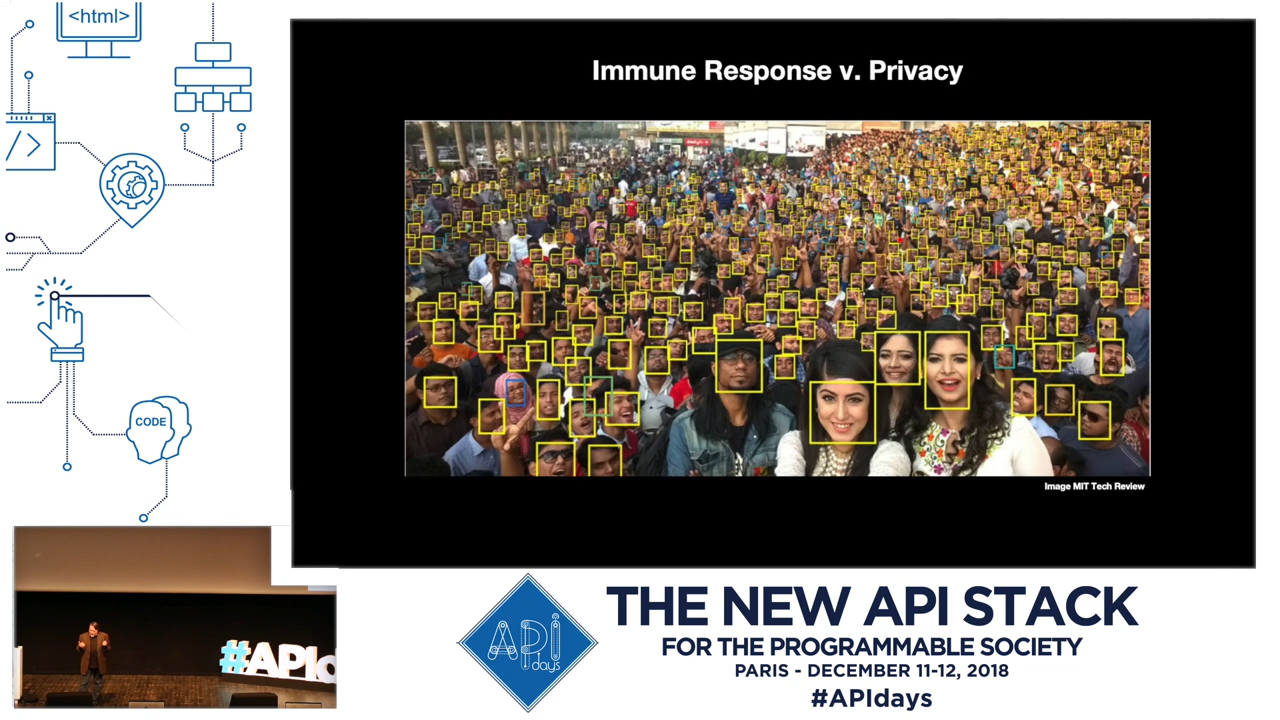 <html>
Immune Response v. Privacy
</>
CODE
Image MIT Tech Review
#APId
API
days
THE NEW API STACK
FOR THE PROGRAMMABLE SOCIETY
PARIS - DECEMBER 11-12, 2018
#APIdays